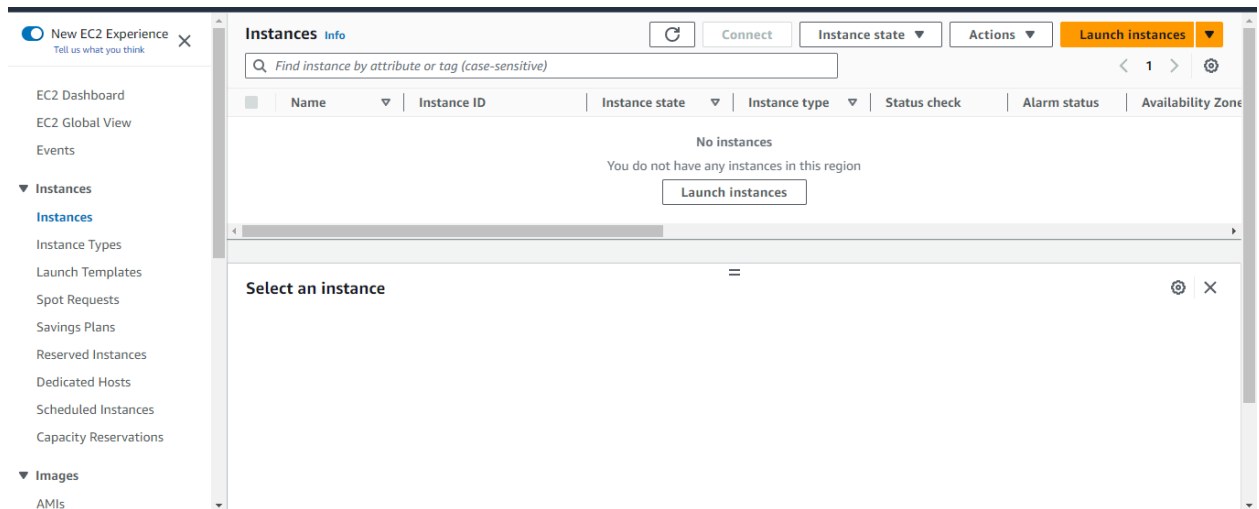 New EC2 Experience
Tell us what you think
EC2 Dashboard
EC2 Global View
Events
Instances
Instances
Instance Types
Launch Templates
Spot Requests
Savings Plans
Reserved Instances
Dedicated Hosts
Scheduled Instances
Capacity Reservations
Images
AMIs
Instances Info
Connect
Instance state
Actions
Launch instances
Find instance by attribute or tag (case-sensitive)
1
Name
Instance ID
Instance state
Instance type
Status check
Alarm status
Availability Zone
No instances
You do not have any instances in this region
Launch instances
Select an instance